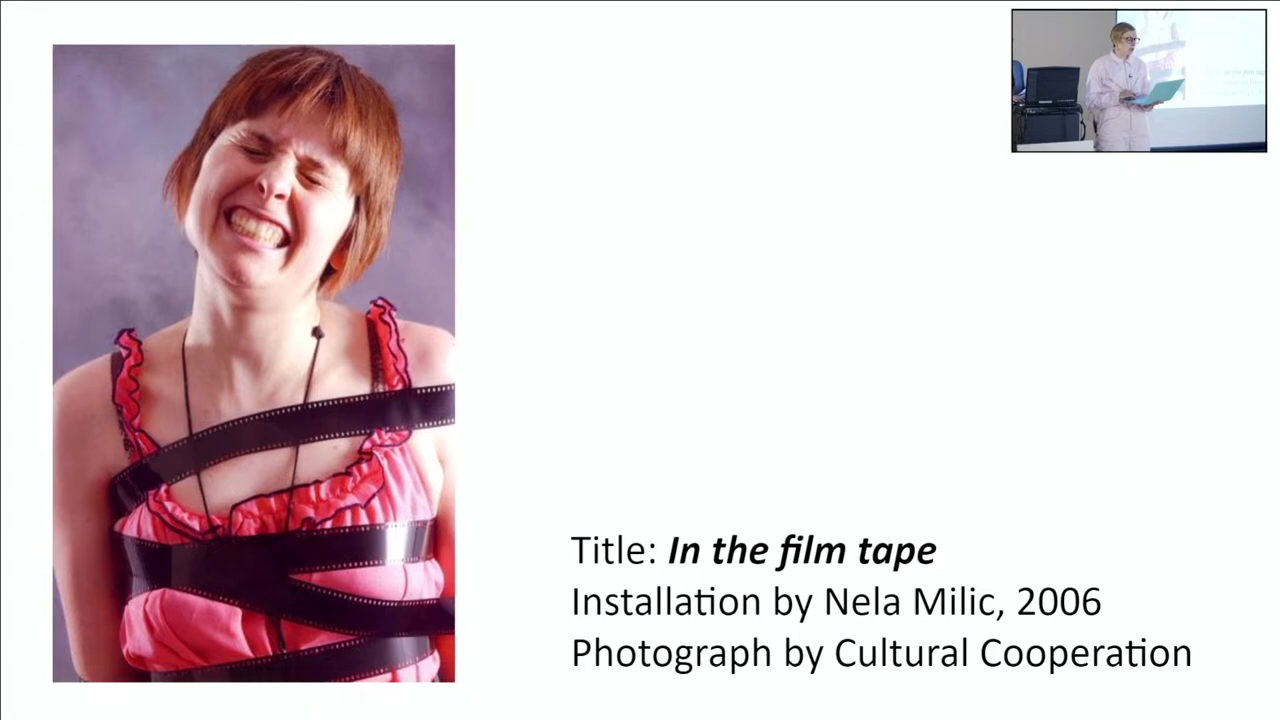 Title: In the film tape
Installation by Nela Milic, 2006
Photograph by Cultural Cooperation